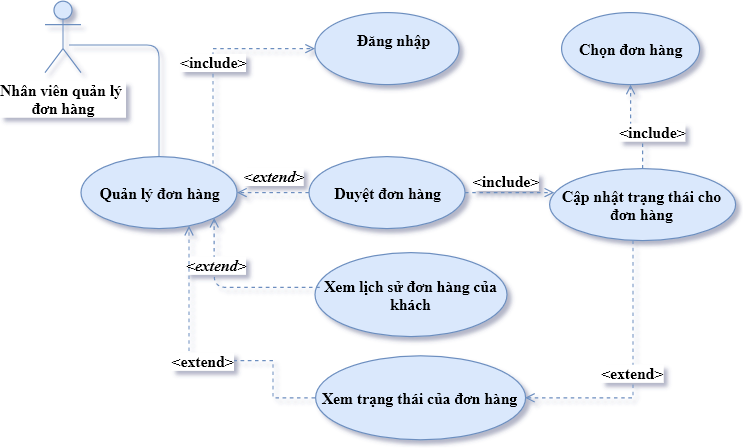 Đăng nhập
Chọn đơn hàng
<include>
Nhân viên quản lý
đơn hàng
<include>
Quản lý đơn hàng
<extend>
Duyệt đơn hàng
<include>
Cập nhật trạng thái cho
đơn hàng
<extend>
Xem lịch sử đơn hàng của
khách
<extend>
<extend>
Xem trạng thái của đơn hàng